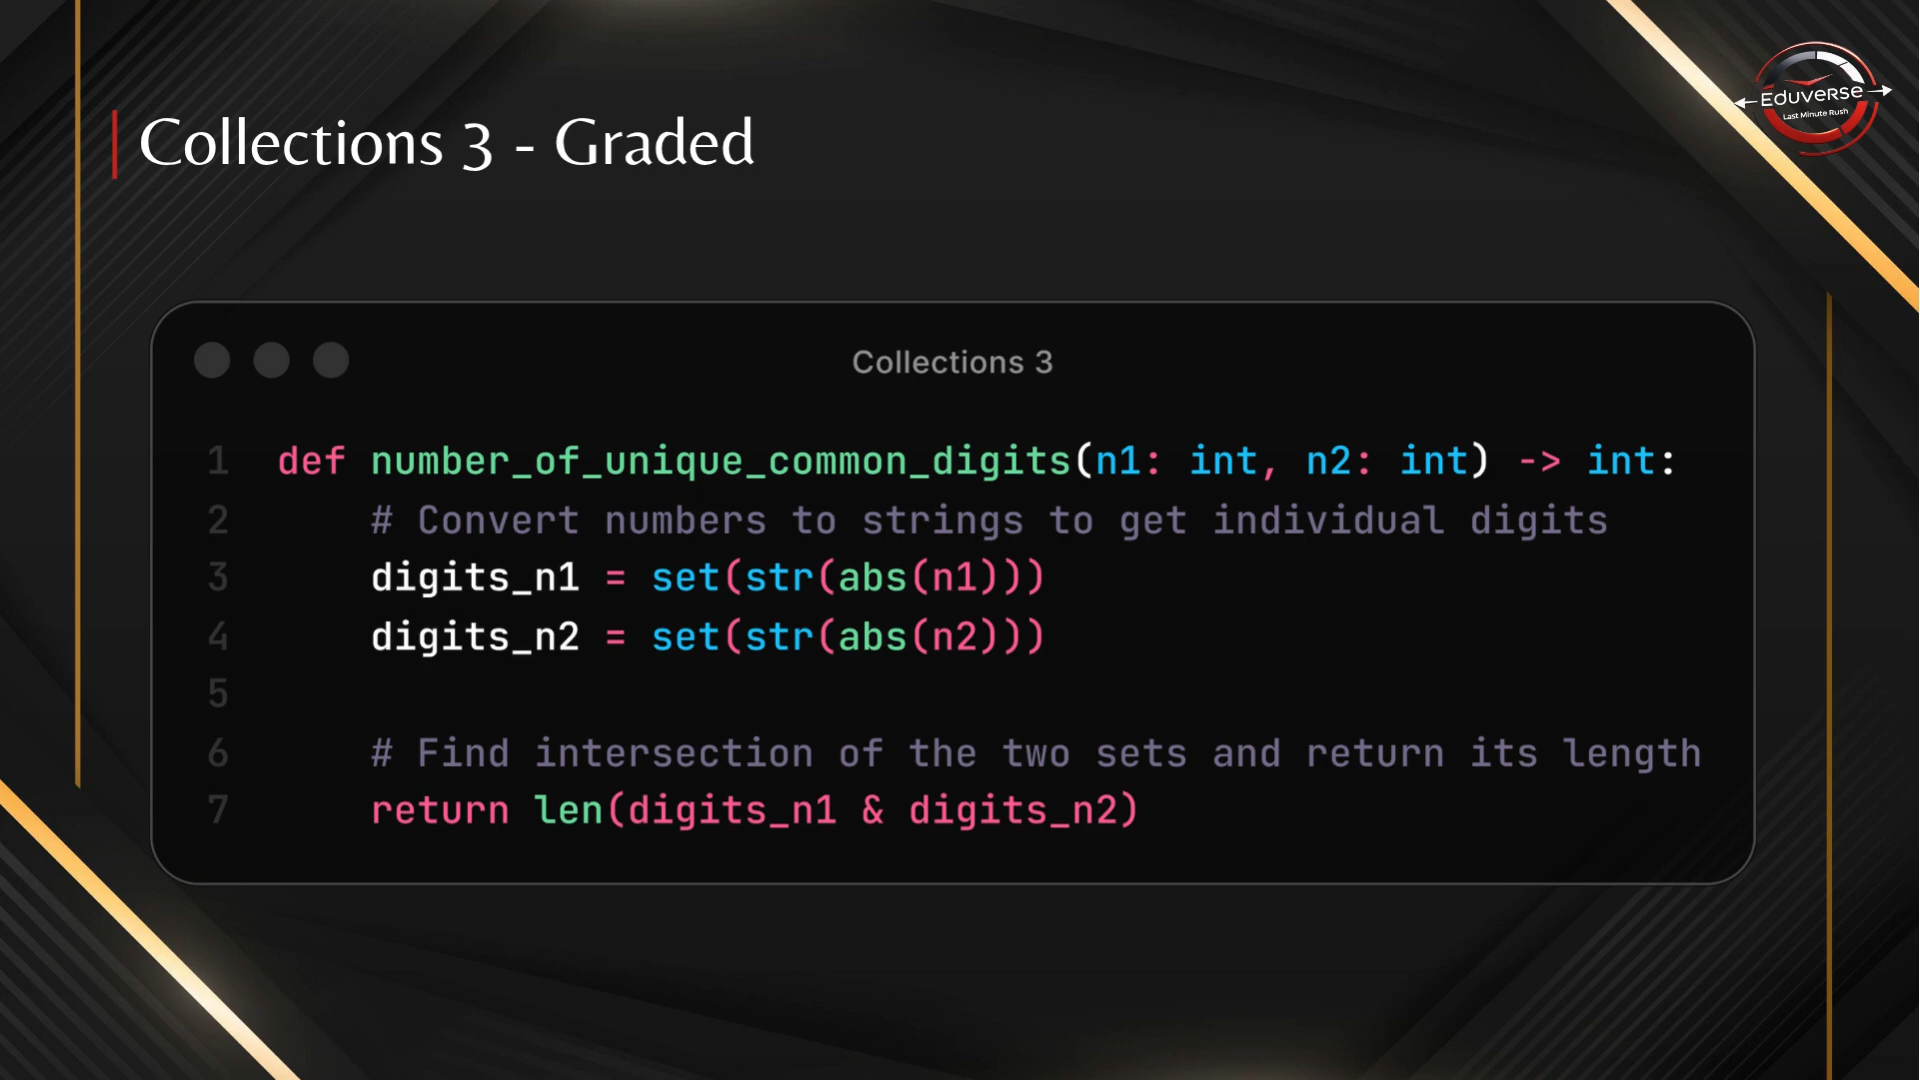 Eduverse
Last Minute Rush
Collections 3 - Graded
Collections 3
1 def number_of_unique_common_digits(n1: int, n2: int) -> int:
2     # Convert numbers to strings to get individual digits
3     digits_n1 = set(str(abs(n1)))
4     digits_n2 = set(str(abs(n2)))
5
6     # Find intersection of the two sets and return its length
7     return len(digits_n1 & digits_n2)